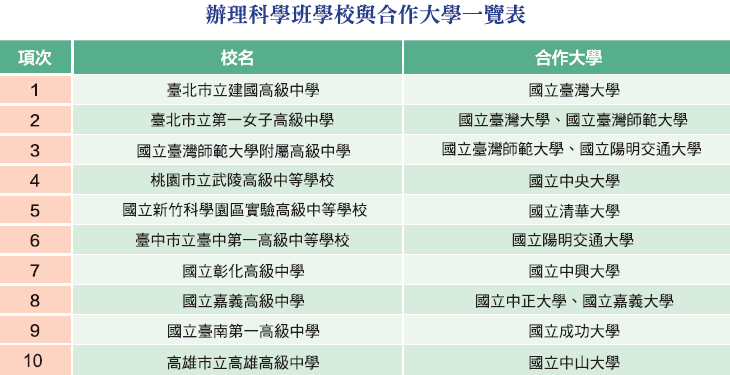 辦理科學班學校與合作大學一覽表
項次 校名 合作大學
1 臺北市立建國高級中學 國立臺灣大學
2 臺北市立第一女子高級中學 國立臺灣大學、國立臺灣師範大學
3 國立臺灣師範大學附屬高級中學 國立臺灣師範大學、國立陽明交通大學
4 桃園市立武陵高級中等學校 國立中央大學
5 國立新竹科學園區實驗高級中等學校 國立清華大學
6 臺中市立臺中第一高級中等學校 國立陽明交通大學
7 國立彰化高級中學 國立中興大學
8 國立嘉義高級中學 國立中正大學、國立嘉義大學
9 國立臺南第一高級中學 國立成功大學
10 高雄市立高雄高級中學 國立中山大學